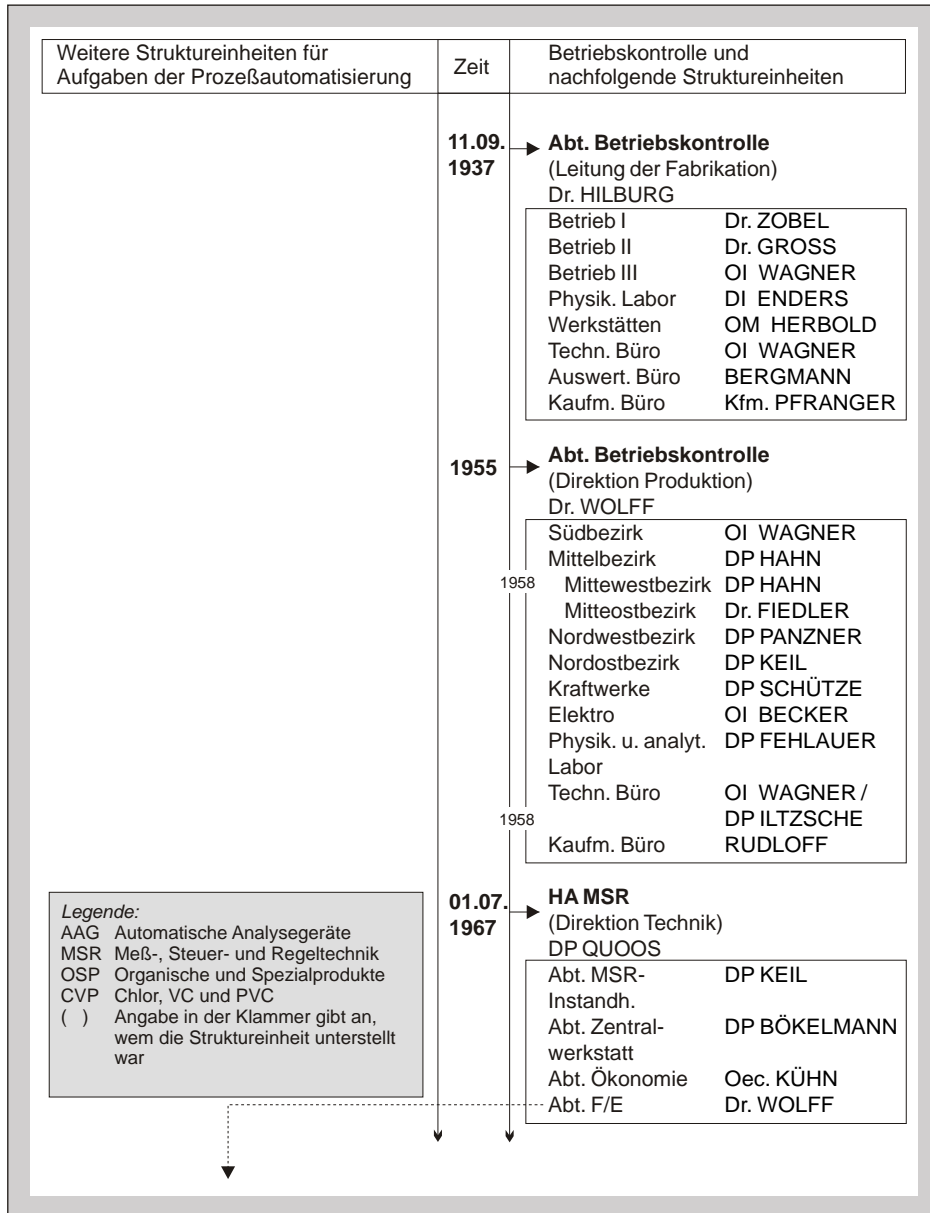 Weitere Struktureinheiten für
Aufgaben der Prozeßautomatisierung
Zeit
Betriebskontrolle und
nachfolgende Struktureinheiten
11.09.
1937
Abt. Betriebskontrolle
(Leitung der Fabrikation)
Dr. HILBURG
Betrieb I Dr. ZOBEL
Betrieb II Dr. GROSS
Betrieb III OI WAGNER
Physik. Labor DI ENDERS
Werkstätten OM HERBOLD
Techn. Büro OI WAGNER
Auswert. Büro BERGMANN
Kaufm. Büro Kfm. PFRANGER
1955
Abt. Betriebskontrolle
(Direktion Produktion)
Dr. WOLFF
Südbezirk OI WAGNER
Mittelbezirk DP HAHN
1958 Mittewestbezirk DP HAHN
Mitteostbezirk Dr. FIEDLER
Nordwestbezirk DP PANZNER
Nordostbezirk DP KEIL
Kraftwerke DP SCHÜTZE
Elektro OI BECKER
Physik. u. analyt. DP FEHLAUER
Labor
Techn. Büro OI WAGNER /
1958 DP ILTZSCHE
Kaufm. Büro RUDLOFF
01.07.
1967
HA MSR
(Direktion Technik)
DP QUOOS
Abt. MSR- DP KEIL
Instandh.
Abt. Zentral- DP BÖKELMANN
werkstatt
Abt. Ökonomie Oec. KÜHN
Abt. F/E Dr. WOLFF
Legende:
AAG Automatische Analysegeräte
MSR Meß-, Steuer- und Regeltechnik
OSP Organische und Spezialprodukte
CVP Chlor, VC und PVC
( ) Angabe in der Klammer gibt an,
wem die Struktureinheit unterstellt
war